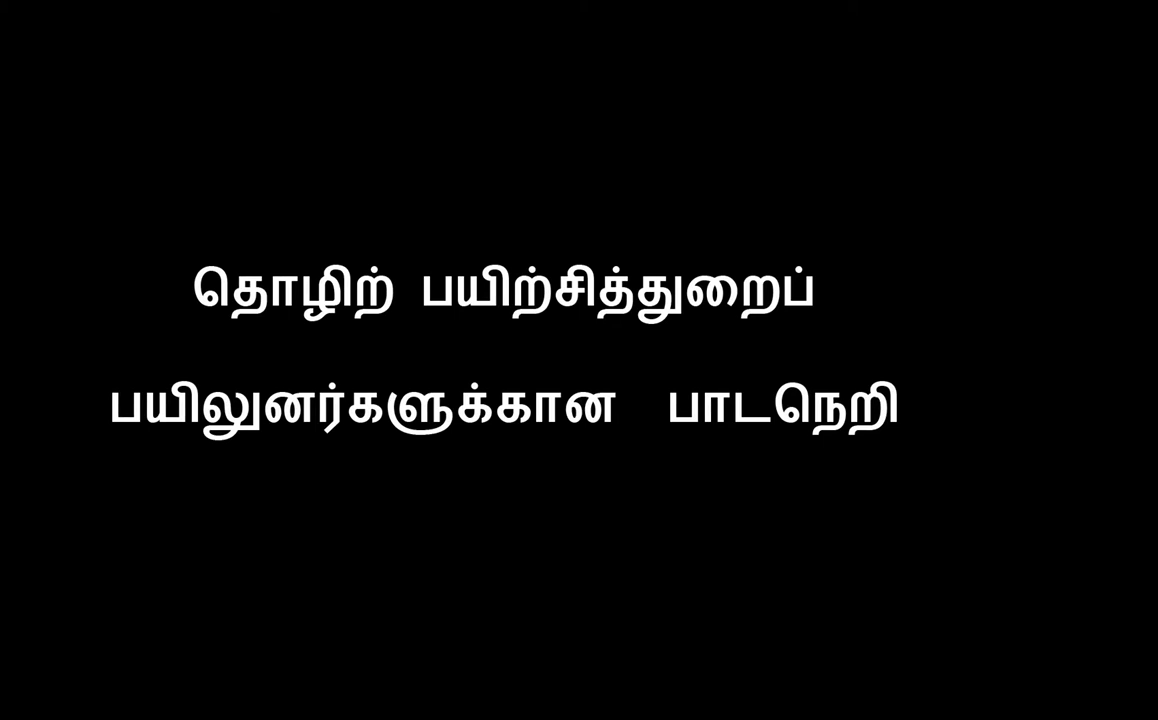 தொழிற் பயிற்சித்துறைப்
பயிலுனர்களுக்கான பாடநெறி